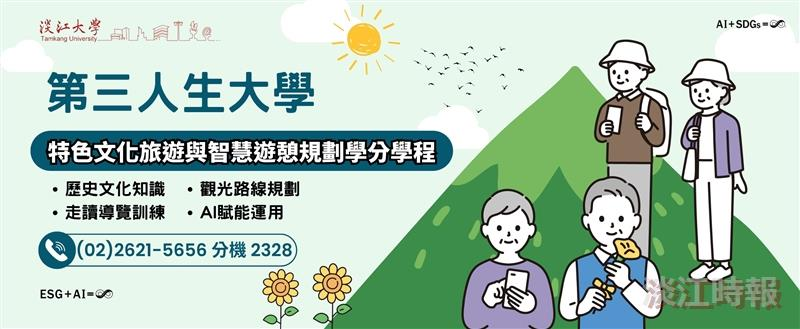 淡江大學
Tamkang University
AI+SDGs=∞
第三人生大學
特色文化旅遊與智慧遊憩規劃學分學程
• 歷史文化知識 • 觀光路線規劃
• 走讀導覽訓練 • AI賦能運用
(02)2621-5656 分機 2328
ESG+AI=∞
淡江時報